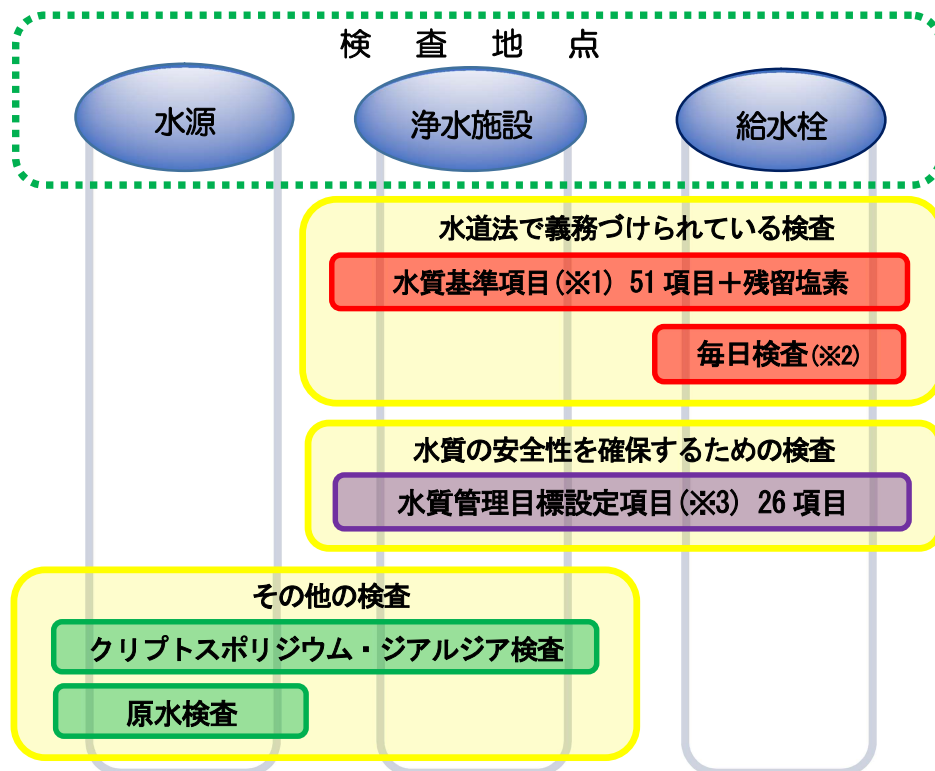 検査地点
水源
浄水施設
給水栓
水道法で義務づけられている検査
水質基準項目(※1) 51項目＋残留塩素
毎日検査(※2)
水質の安全性を確保するための検査
水質管理目標設定項目(※3) 26項目
その他の検査
クリプトスポリジウム・ジアルジア検査
原水検査